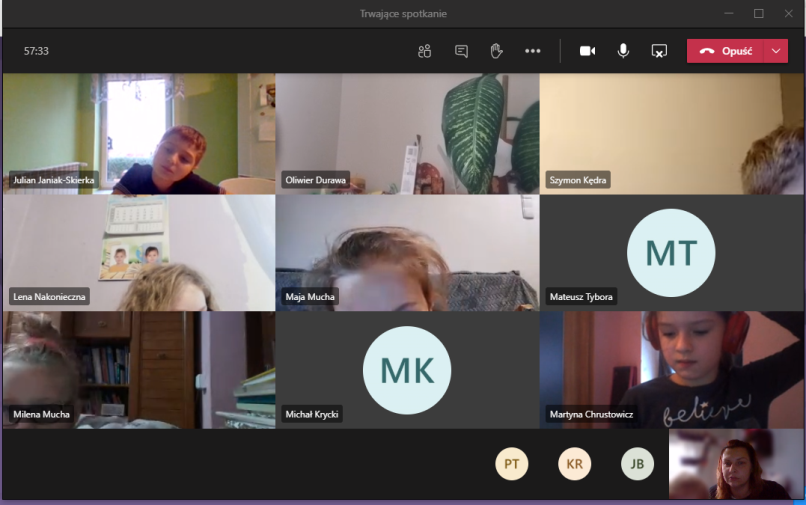 Trwające spotkanie
57:33
Opuść
Julian Janiak-Skierka
Oliwier Durawa
Szymon Kędra
Lena Nakonieczna
Maja Mucha
MT
Mateusz Tybora
Milena Mucha
MK
Michał Krycki
believe
Martyna Chrustowicz
PT
KR
JB